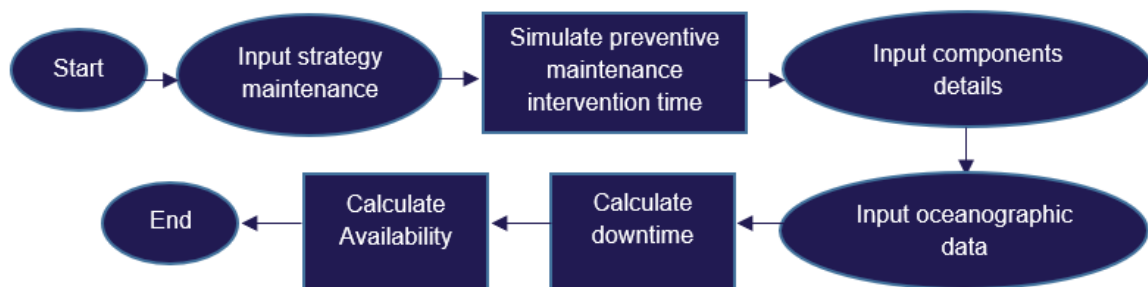 Start
Input strategy
maintenance
Simulate preventive
maintenance
intervention time
Input components
details
Input oceanographic
data
Calculate
downtime
Calculate
Availability
End